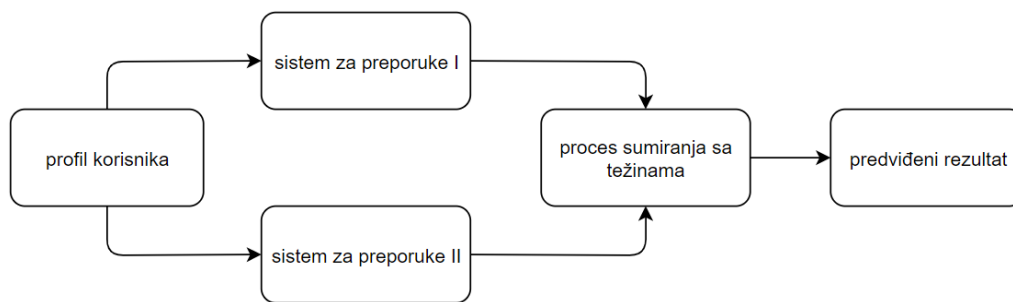 profil korisnika
sistem za preporuke I
sistem za preporuke II
proces sumiranja sa
težinama
predviđeni rezultat